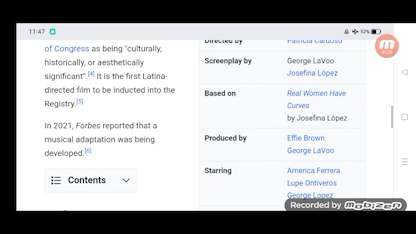 11:47
52%
01:26
of Congress as being "culturally,
historically, or aesthetically
significant".[4] It is the first Latina-
directed film to be inducted into the
Registry.[5]
In 2021, Forbes reported that a
musical adaptation was being
developed.[6]
Contents
Directed by Patricia Cardoso
Screenplay by George LaVoo
Josefina López
Based on Real Women Have
Curves
by Josefina López
Produced by Effie Brown
George LaVoo
Starring America Ferrera
Lupe Ontiveros
George Lopez
Recorded by Mobizen